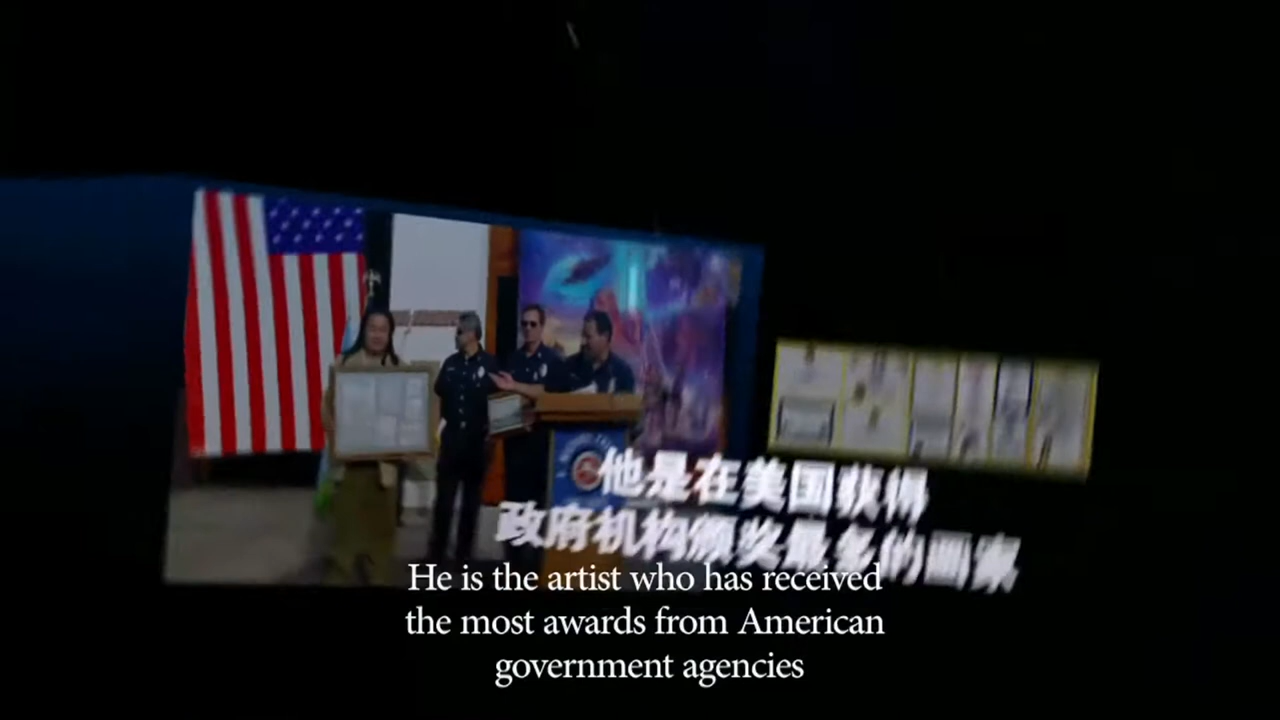 他是在美国获得
政府机构颁奖最多的画家
He is the artist who has received
the most awards from American
government agencies